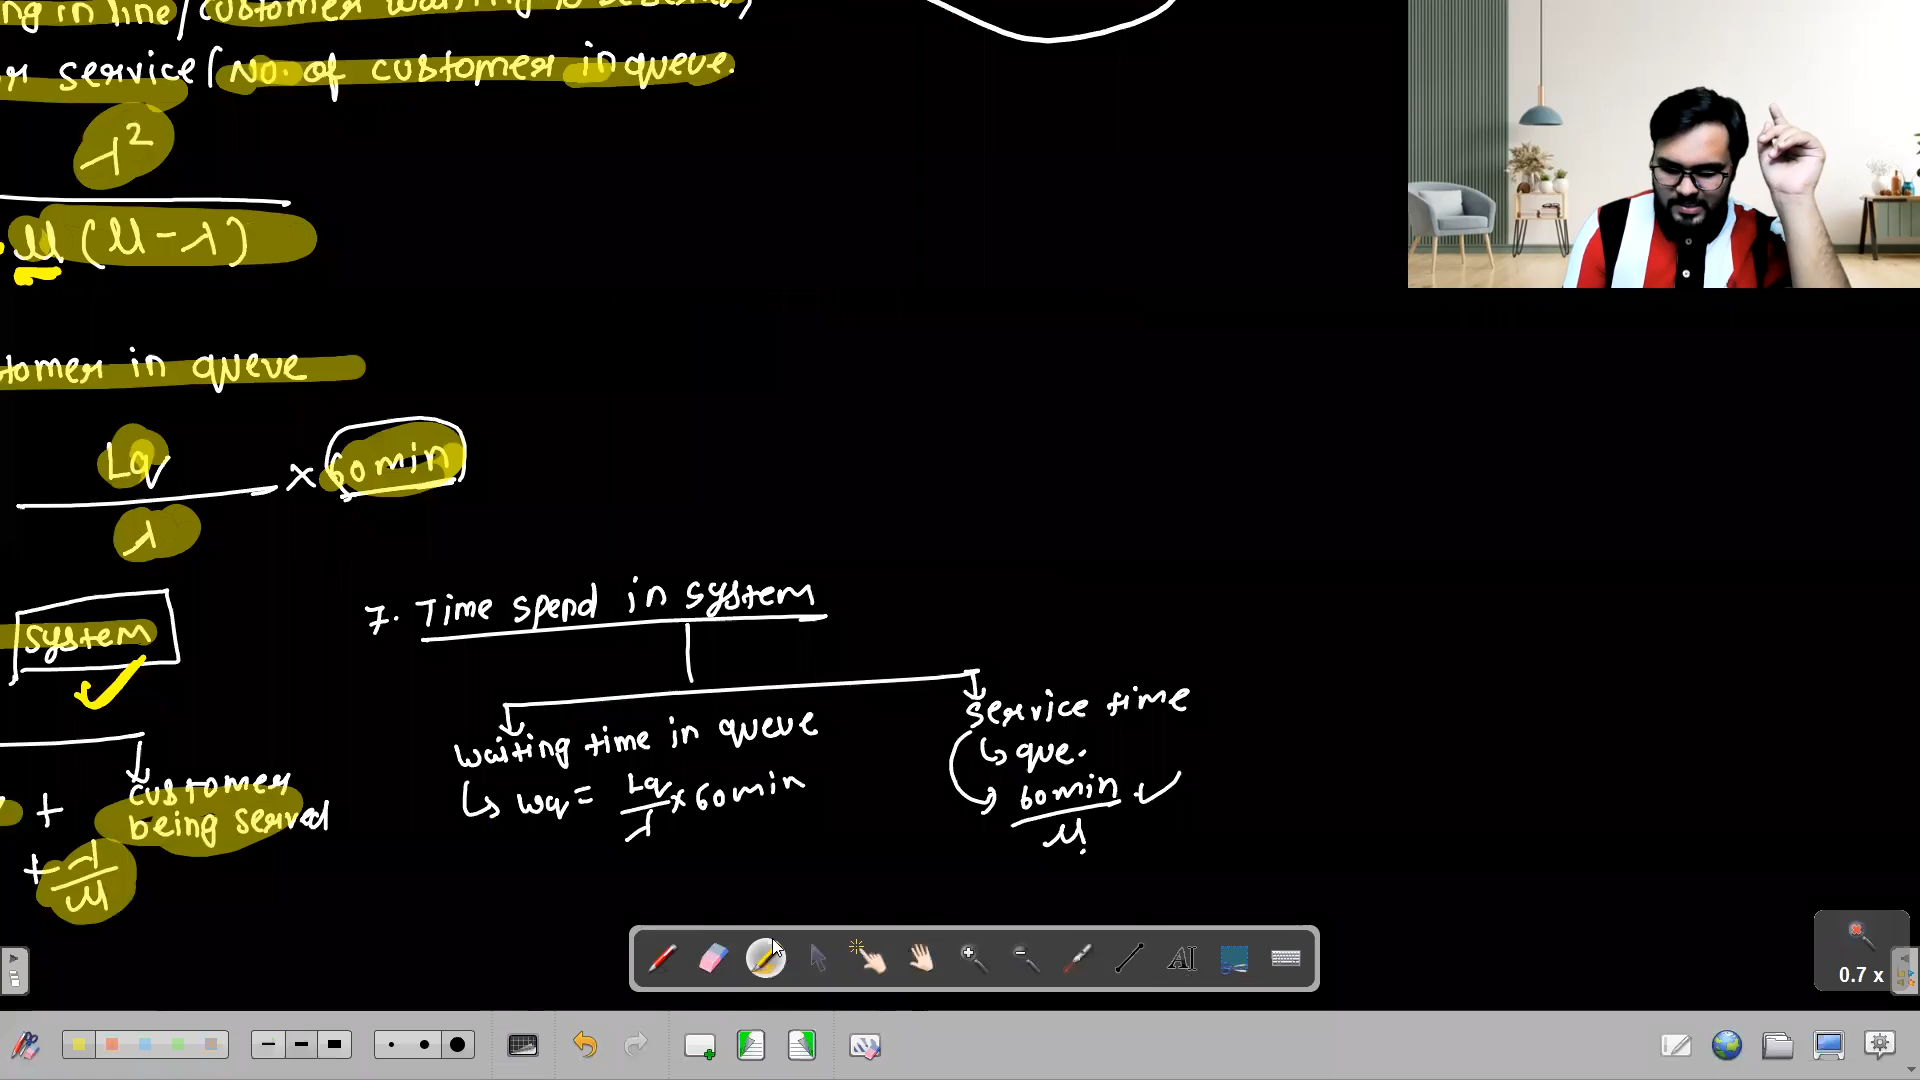 ng in line/customer waiting to
r service/No. of customer in queue.
λ²
μ (μ-λ)
tomer in queue
Lq
× 60min
λ
system
7. Time spend in system
Waiting time in queue
↳ wq = Lq/λ × 60min
Service time
↳ que.
↳ 60min/μ ✓
+ customer
being served
+ λ/μ
0.7 x